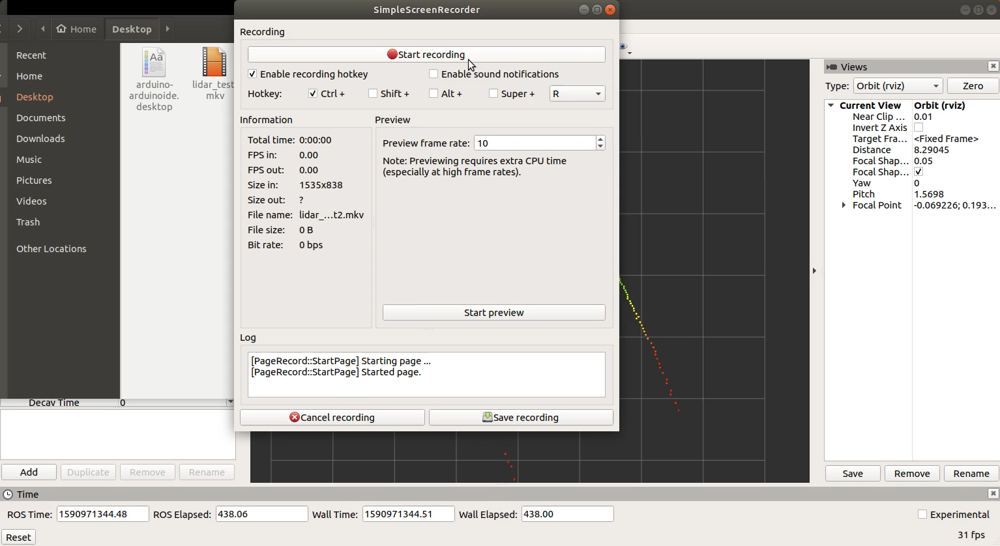 SimpleScreenRecorder
Home
Desktop
Recent
Home
Desktop
Documents
Downloads
Music
Pictures
Videos
Trash
Other Locations
arduino-
arduinoide.
desktop
lidar_test
mkv
Recording
Start recording
Enable recording hotkey
Enable sound notifications
Hotkey: Ctrl + Shift + Alt + Super + R
Information
Total time: 0:00:00
FPS in: 0.00
FPS out: 0.00
Size in: 1535x838
Size out: ?
File name: lidar_...t2.mkv
File size: 0 B
Bit rate: 0 bps
Preview
Preview frame rate: 10
Note: Previewing requires extra CPU time
(especially at high frame rates).
Start preview
Log
[PageRecord::StartPage] Starting page ...
[PageRecord::StartPage] Started page.
Cancel recording
Save recording
Views
Type: Orbit (rviz) Zero
Current View Orbit (rviz)
Near Clip ... 0.01
Invert Z Axis
Target Fra... <Fixed Frame>
Distance 8.29045
Focal Shap... 0.05
Focal Shap...
Yaw 0
Pitch 1.5698
Focal Point -0.069226; 0.193...
Save Remove Rename
Decay Time 0
Add Duplicate Remove Rename
Time
ROS Time: 1590971344.48 ROS Elapsed: 438.06 Wall Time: 1590971344.51 Wall Elapsed: 438.00 Experimental
Reset
31 fps